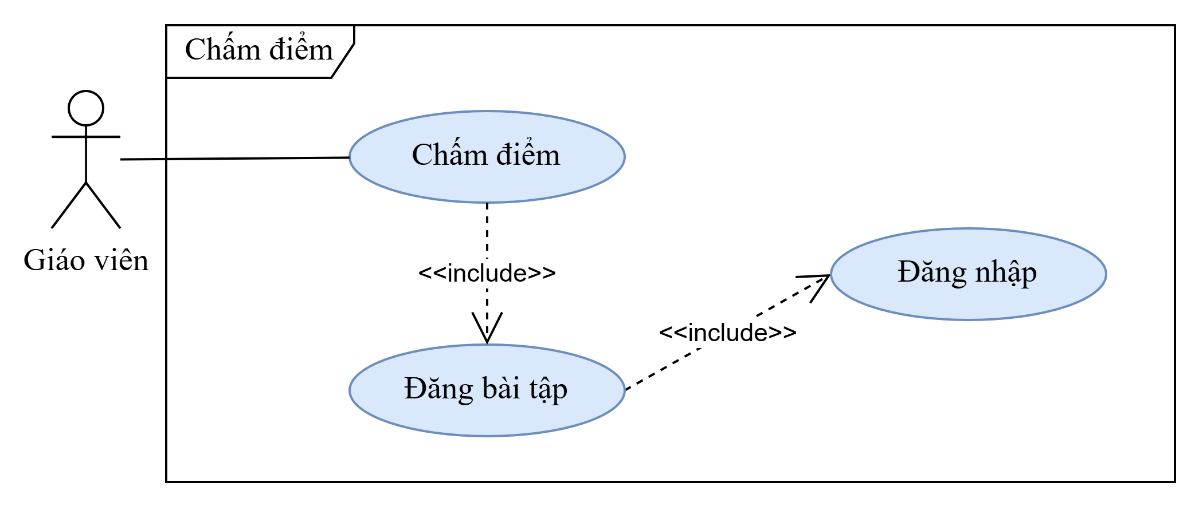 Chấm điểm
Chấm điểm
Giáo viên
<<include>>
Đăng nhập
<<include>>
Đăng bài tập